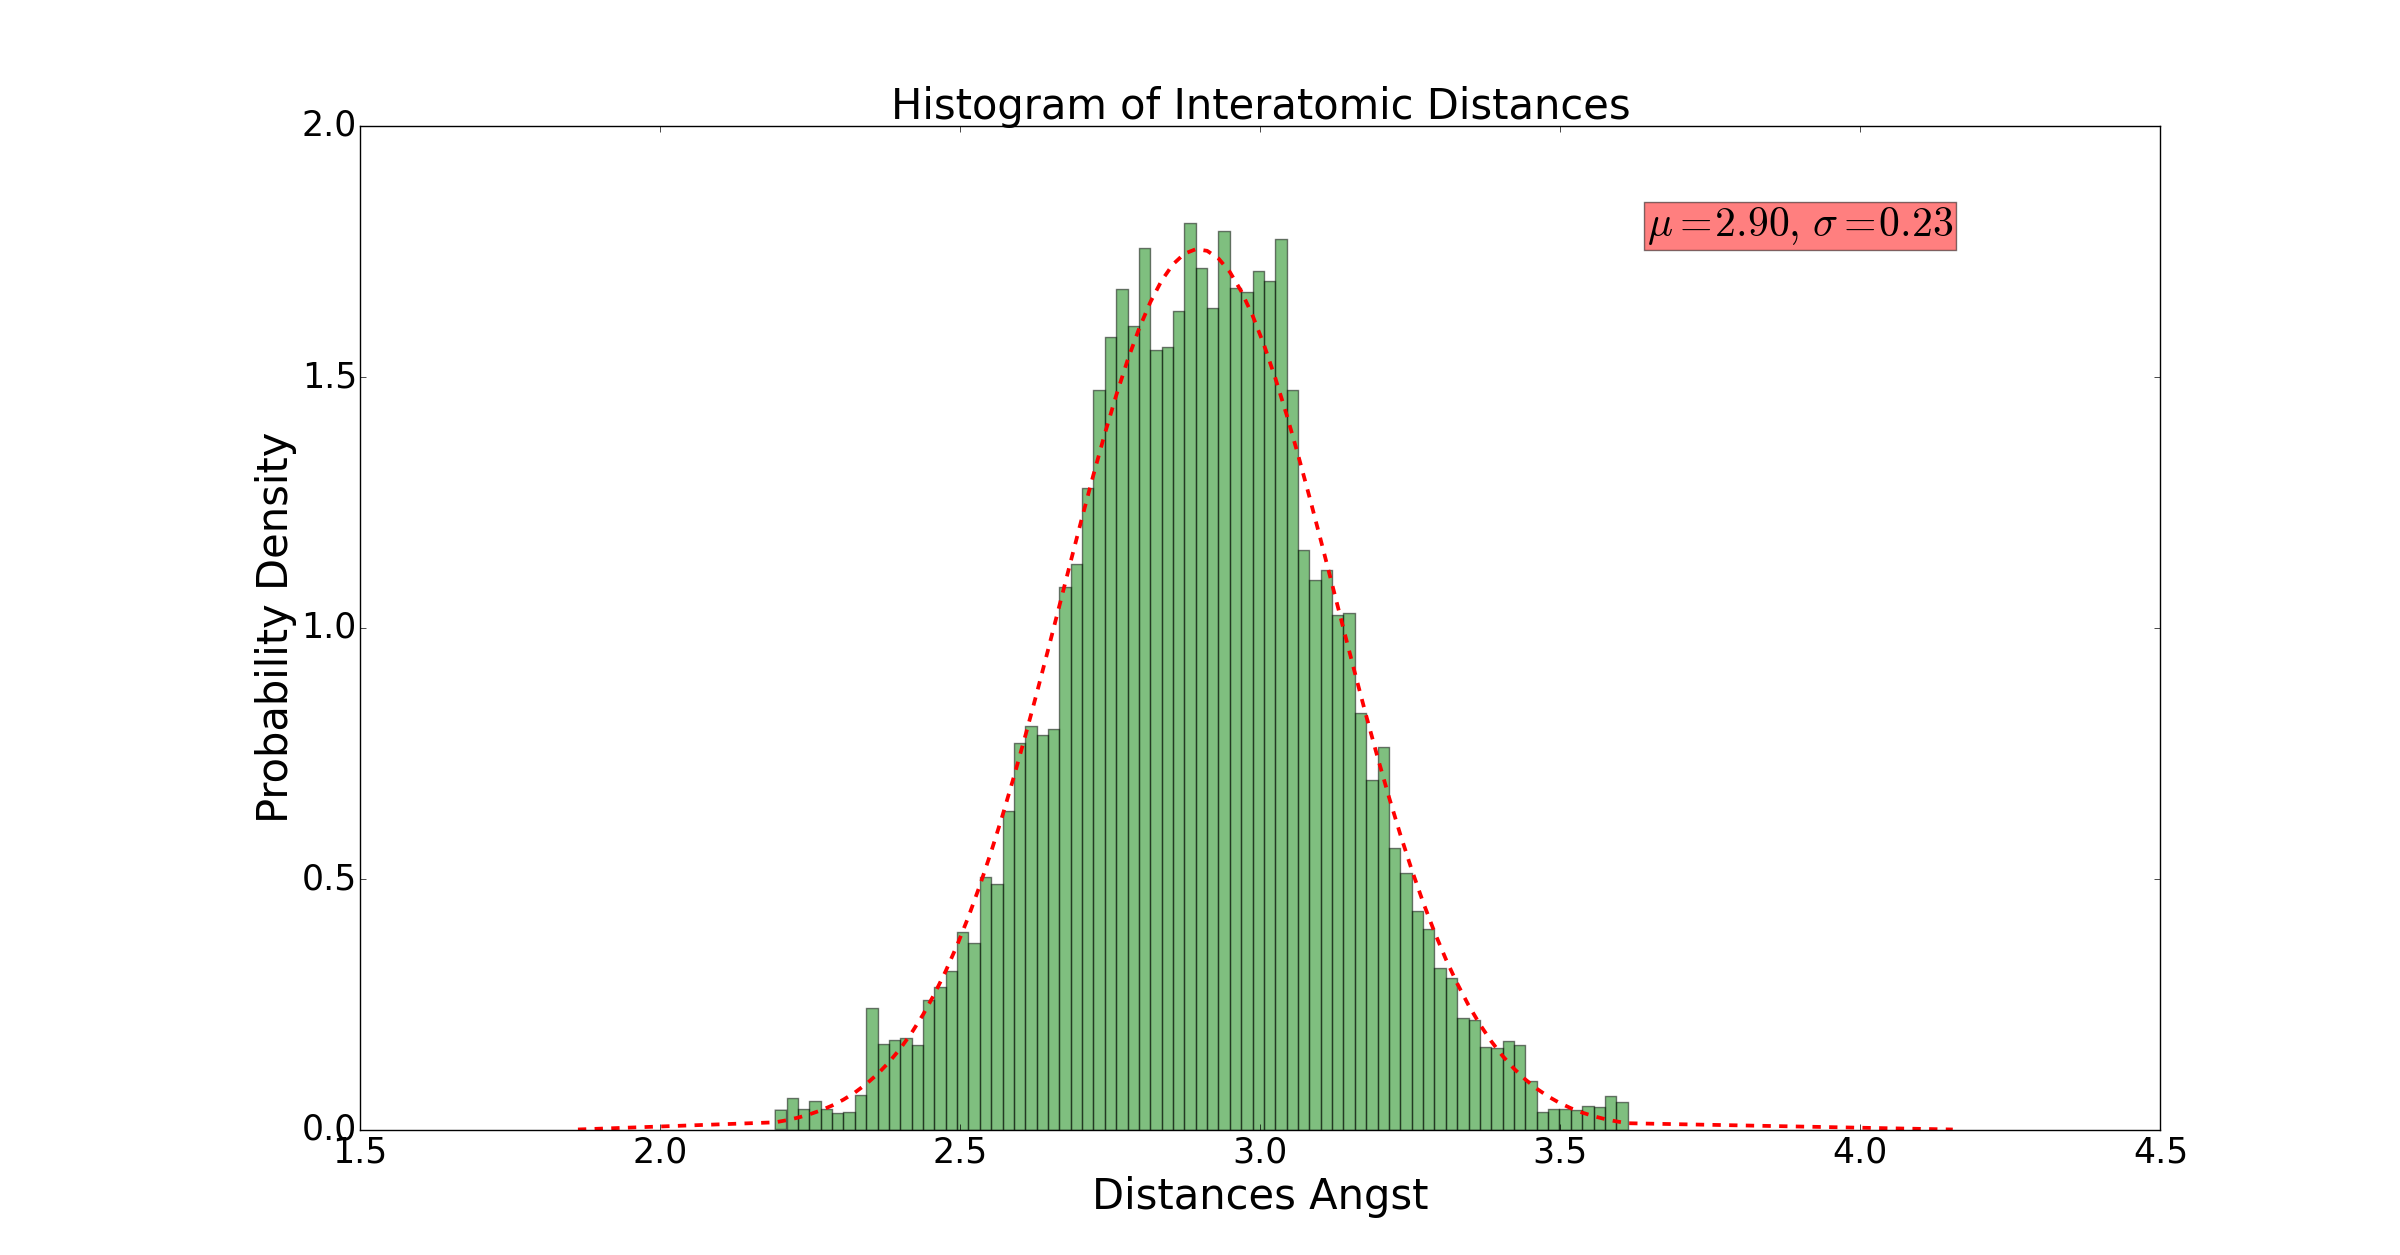 Histogram of Interatomic Distances
2.0
1.5
1.0
0.5
0.0
Probability Density
μ=2.90, σ=0.23
1.5 2.0 2.5 3.0 3.5 4.0 4.5
Distances Angst